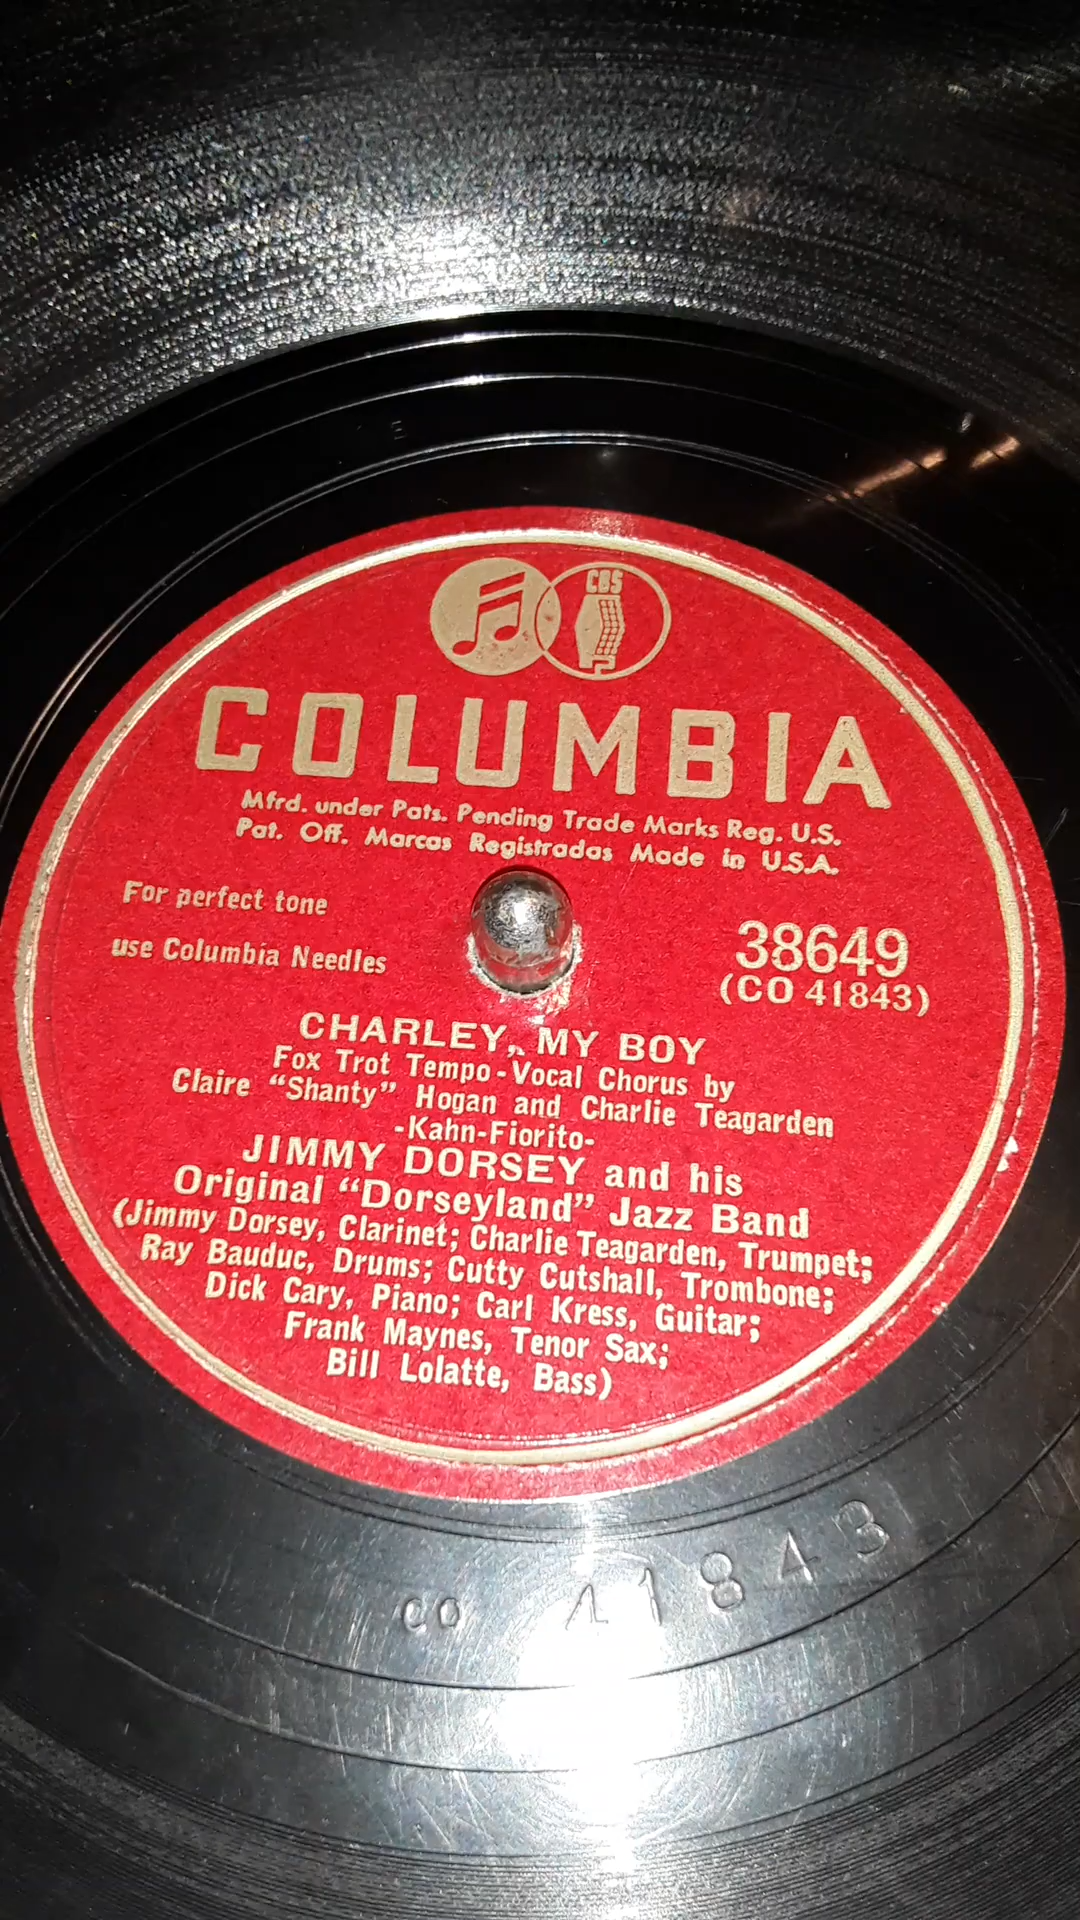 E
CBS
COLUMBIA
Mfrd. under Pats. Pending Trade Marks Reg. U.S.
Pat. Off. Marcas Registradas Made in U.S.A.
For perfect tone
use Columbia Needles
38649
(CO 41843)
CHARLEY, MY BOY
Fox Trot Tempo - Vocal Chorus by
Claire “Shanty” Hogan and Charlie Teagarden
-Kahn-Fiorito-
JIMMY DORSEY and his
Original “Dorseyland” Jazz Band
(Jimmy Dorsey, Clarinet; Charlie Teagarden, Trumpet;
Ray Bauduc, Drums; Cutty Cutshall, Trombone;
Dick Cary, Piano; Carl Kress, Guitar;
Frank Maynes, Tenor Sax;
Bill Lolatte, Bass)
CO 41843